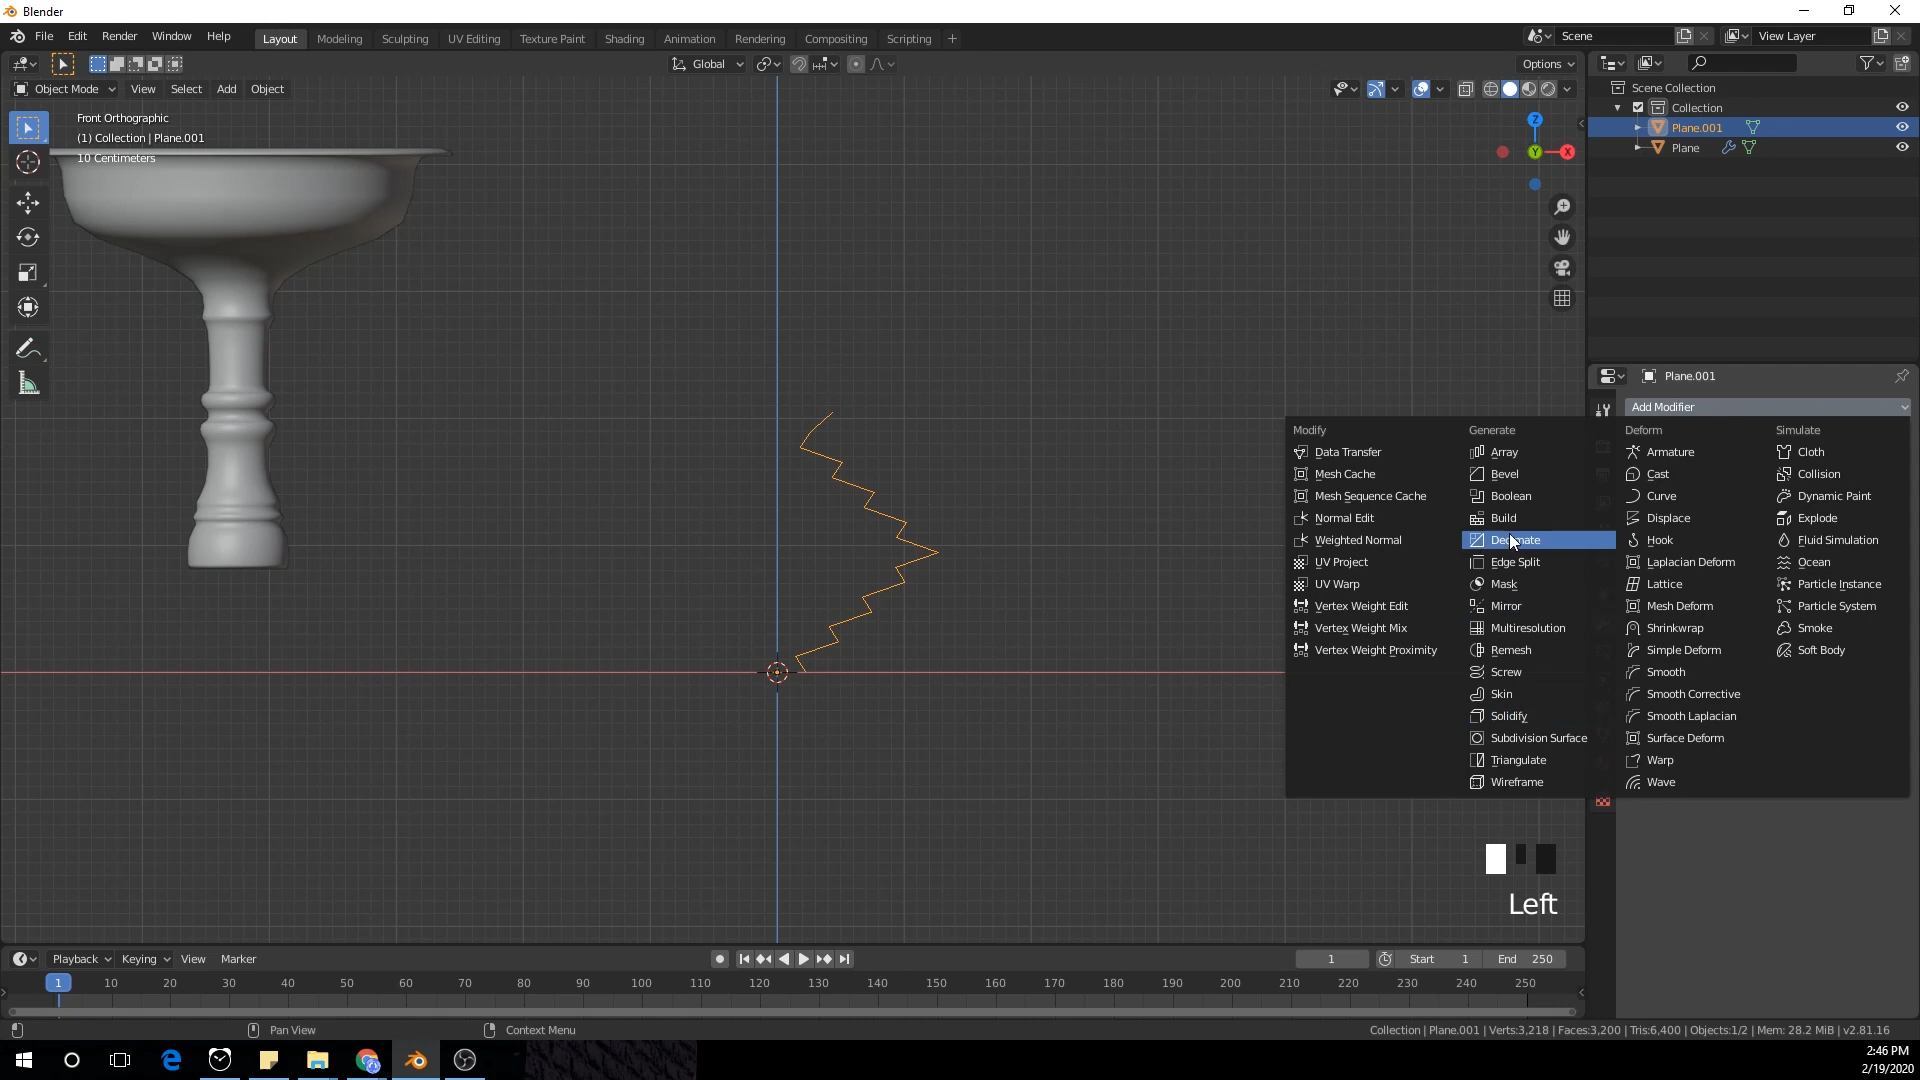 Blender
File Edit Render Window Help
Layout Modeling Sculpting UV Editing Texture Paint Shading Animation Rendering Compositing Scripting +
Scene
View Layer
Global
Options
Object Mode View Select Add Object
Front Orthographic
(1) Collection | Plane.001
10 Centimeters
Z
Y
X
Scene Collection
Collection
Plane.001
Plane
Plane.001
Add Modifier
Modify
Data Transfer
Mesh Cache
Mesh Sequence Cache
Normal Edit
Weighted Normal
UV Project
UV Warp
Vertex Weight Edit
Vertex Weight Mix
Vertex Weight Proximity
Generate
Array
Bevel
Boolean
Build
Decimate
Edge Split
Mask
Mirror
Multiresolution
Remesh
Screw
Skin
Solidify
Subdivision Surface
Triangulate
Wireframe
Deform
Armature
Cast
Curve
Displace
Hook
Laplacian Deform
Lattice
Mesh Deform
Shrinkwrap
Simple Deform
Smooth
Smooth Corrective
Smooth Laplacian
Surface Deform
Warp
Wave
Simulate
Cloth
Collision
Dynamic Paint
Explode
Fluid Simulation
Ocean
Particle Instance
Particle System
Smoke
Soft Body
Left
Playback Keying View Marker
1 Start 1 End 250
1 10 20 30 40 50 60 70 80 90 100 110 120 130 140 150 160 170 180 190 200 210 220 230 240 250
Pan View
Context Menu
Collection | Plane.001 | Verts:3,218 | Faces:3,200 | Tris:6,400 | Objects:1/2 | Mem: 28.2 MiB | v2.81.16
2:46 PM
2/19/2020